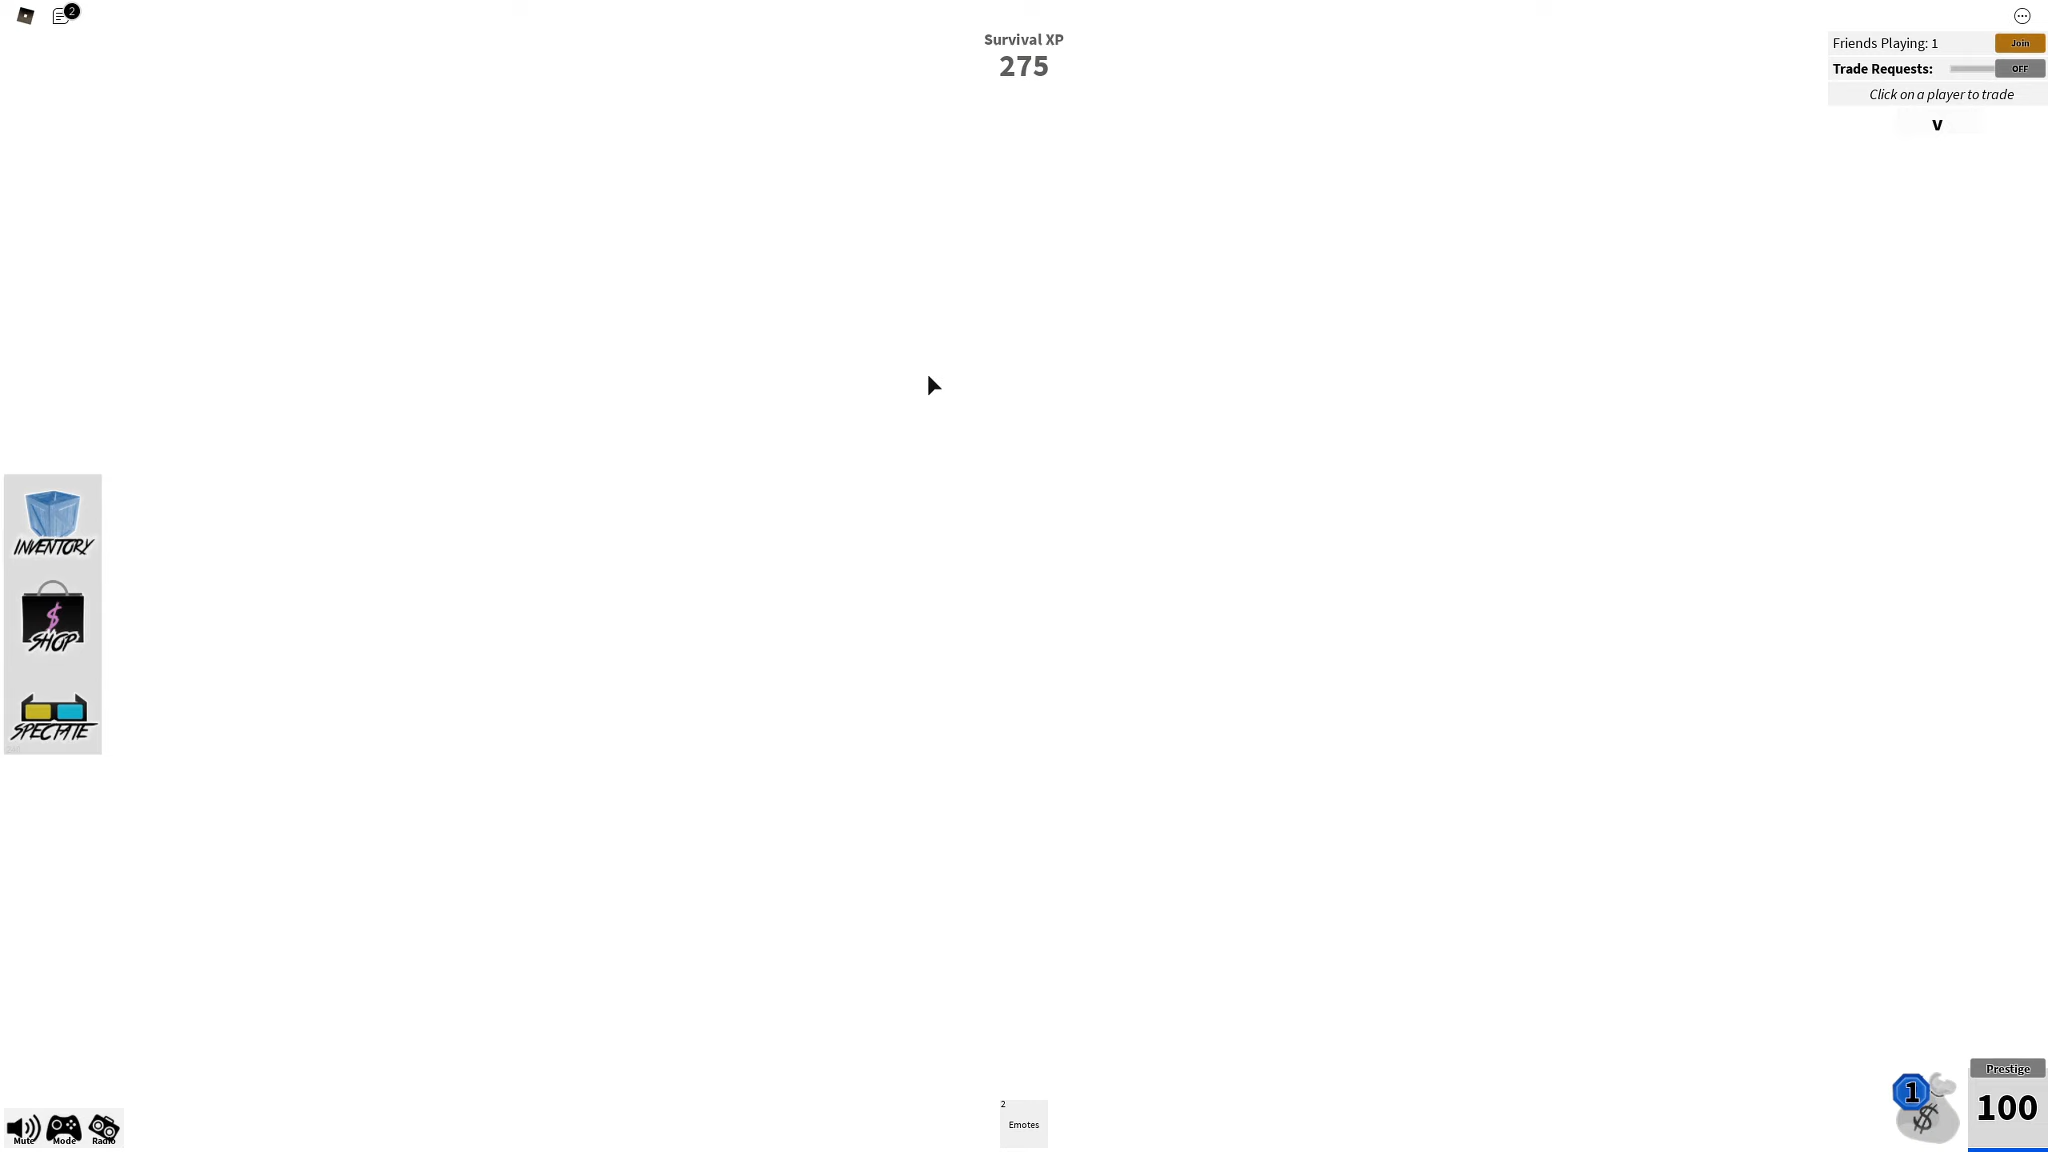 2
Survival XP
275
Friends Playing: 1
Join
Trade Requests:
OFF
Click on a player to trade
v
INVENTORY
$
SHOP
SPECTATE
Mute
Mode
Radio
2
Emotes
1
$
Prestige
100